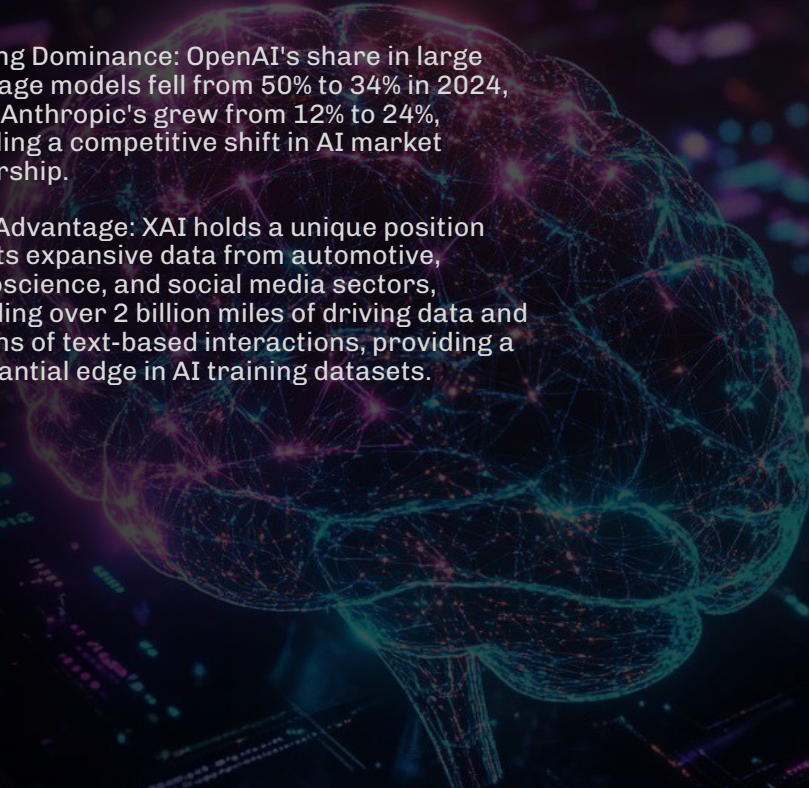 ng Dominance: OpenAI's share in large
age models fell from 50% to 34% in 2024,
Anthropic's grew from 12% to 24%,
ling a competitive shift in AI market
rship.
Advantage: XAI holds a unique position
ts expansive data from automotive,
oscience, and social media sectors,
ling over 2 billion miles of driving data and
ns of text-based interactions, providing a
antial edge in AI training datasets.